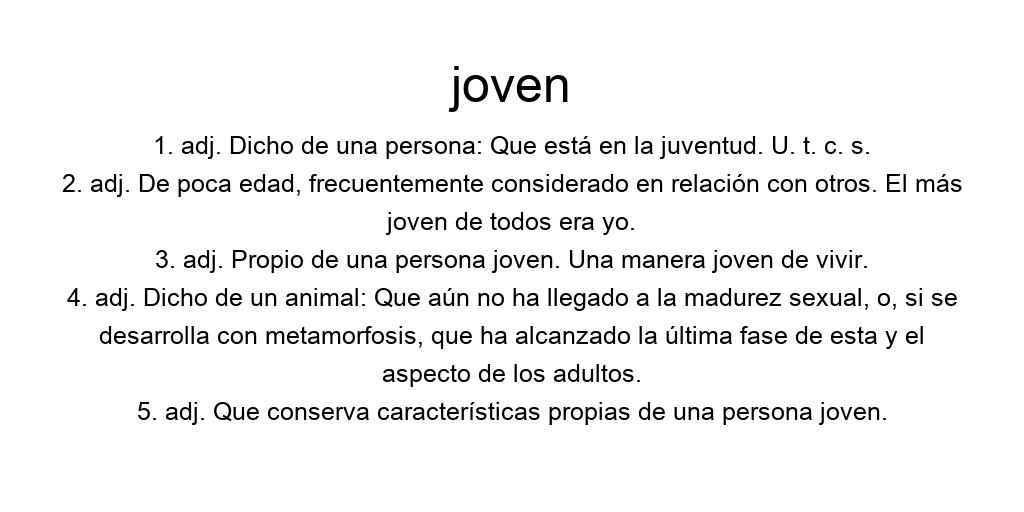 joven
1. adj. Dicho de una persona: Que está en la juventud. U. t. c. s.
2. adj. De poca edad, frecuentemente considerado en relación con otros. El más
joven de todos era yo.
3. adj. Propio de una persona joven. Una manera joven de vivir.
4. adj. Dicho de un animal: Que aún no ha llegado a la madurez sexual, o, si se
desarrolla con metamorfosis, que ha alcanzado la última fase de esta y el
aspecto de los adultos.
5. adj. Que conserva características propias de una persona joven.